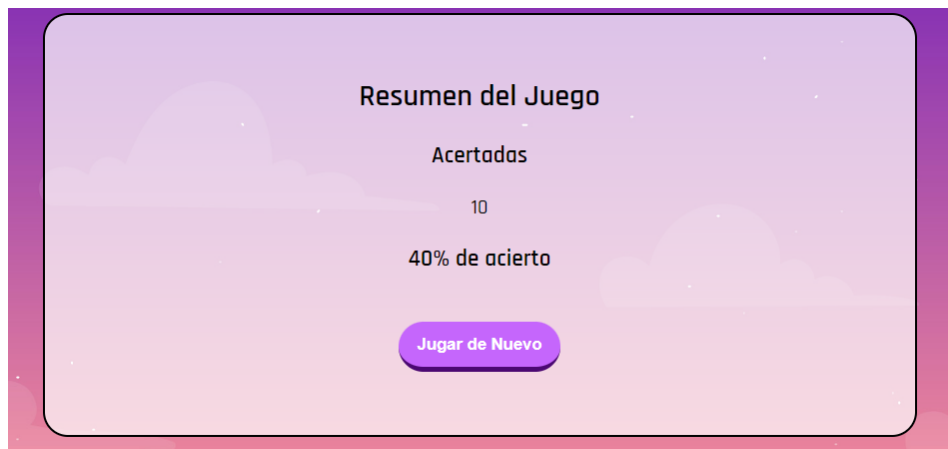 Resumen del Juego
Acertadas
10
40% de acierto
Jugar de Nuevo